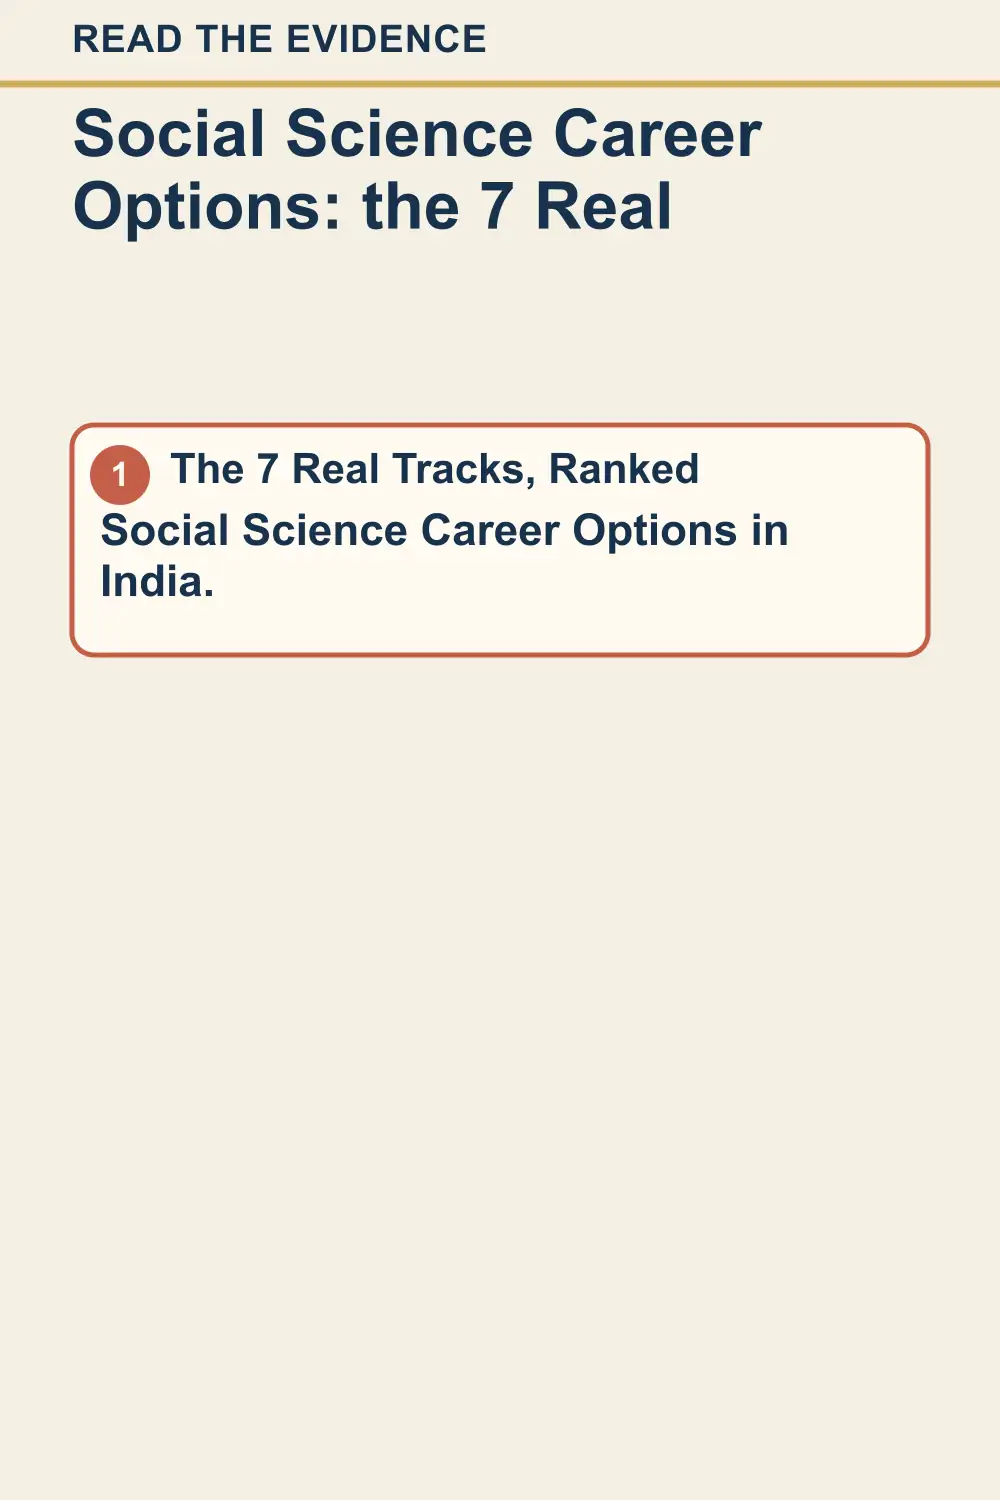 READ THE EVIDENCE
Social Science Career
Options: the 7 Real
1 The 7 Real Tracks, Ranked
Social Science Career Options in
India.